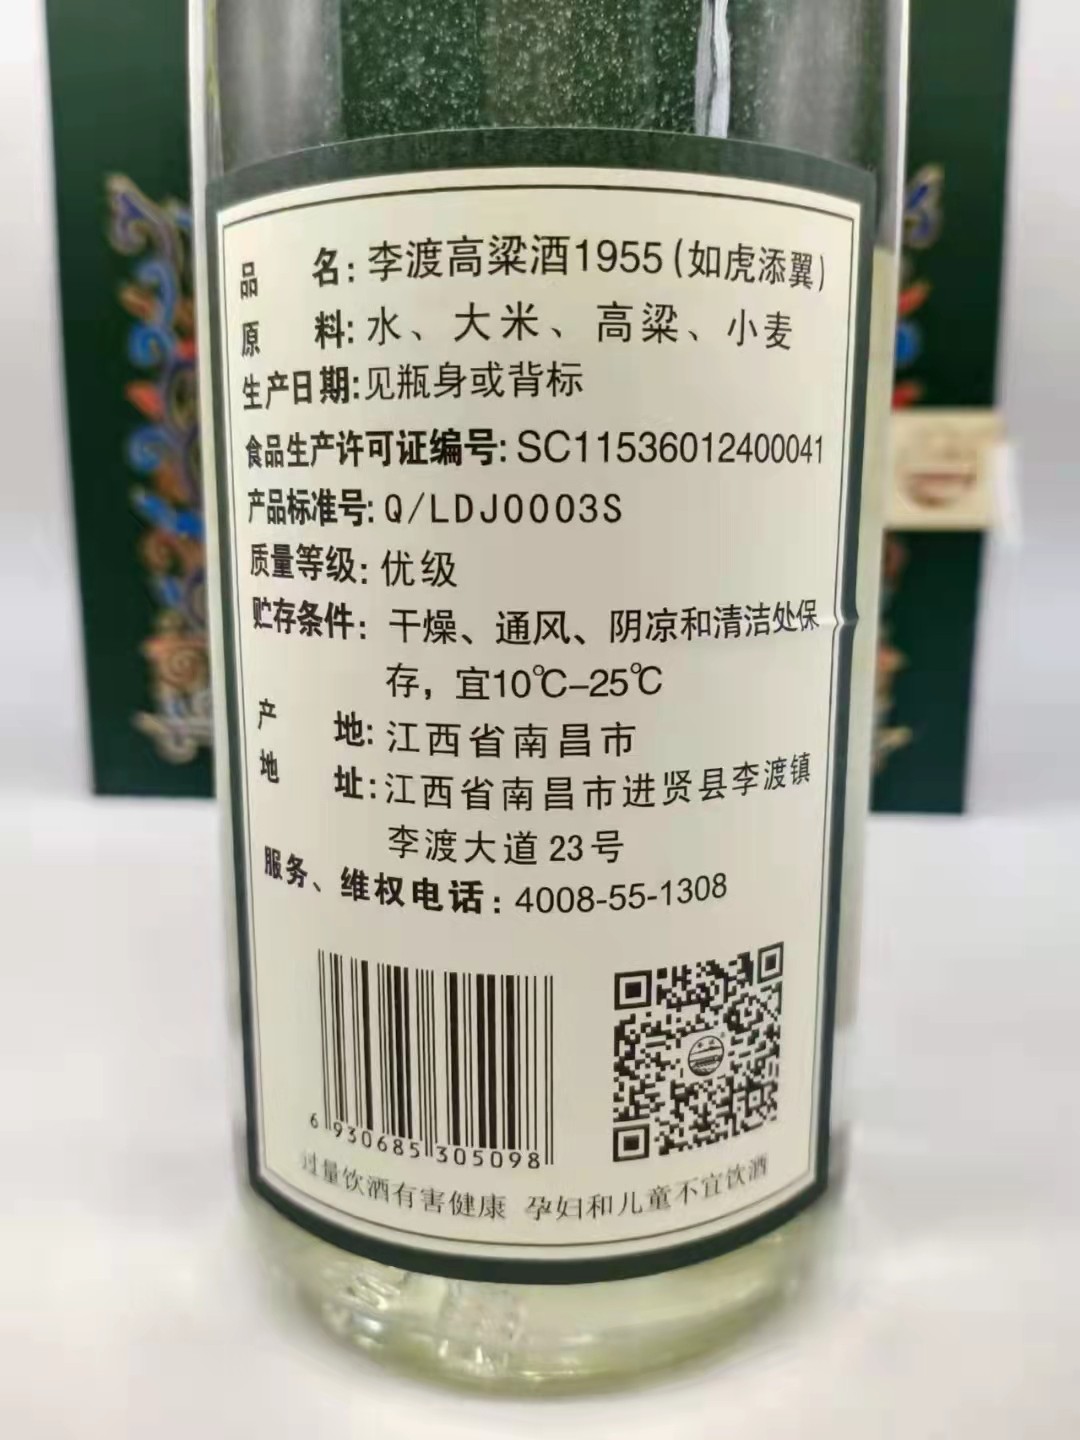 品 名:李渡高粱酒1955(如虎添翼)
原 料:水、大米、高粱、小麦
生产日期:见瓶身或背标
食品生产许可证编号:SC11536012400041
产品标准号:Q/LDJ0003S
质量等级:优级
贮存条件:干燥、通风、阴凉和清洁处保
存，宜10℃-25℃
产 地:江西省南昌市
地 址:江西省南昌市进贤县李渡镇
李渡大道23号
服务、维权电话:4008-55-1308
6 930685 305098
过量饮酒有害健康 孕妇和儿童不宜饮酒